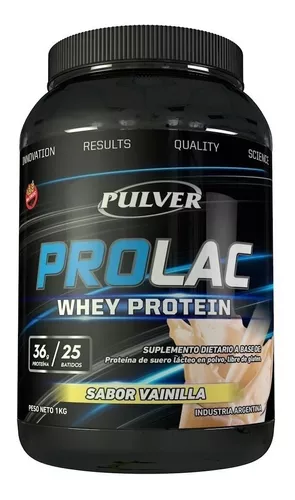 INNOVATION RESULTS QUALITY SCIENCE
PULVER
PROLAC
WHEY PROTEIN
36g PROTEINA / 25 BATIDOS
SUPLEMENTO DIETARIO A BASE DE
Proteína de suero lácteo en polvo, libre de gluten.
SABOR VAINILLA
PESO NETO 1KG
INDUSTRIA ARGENTINA